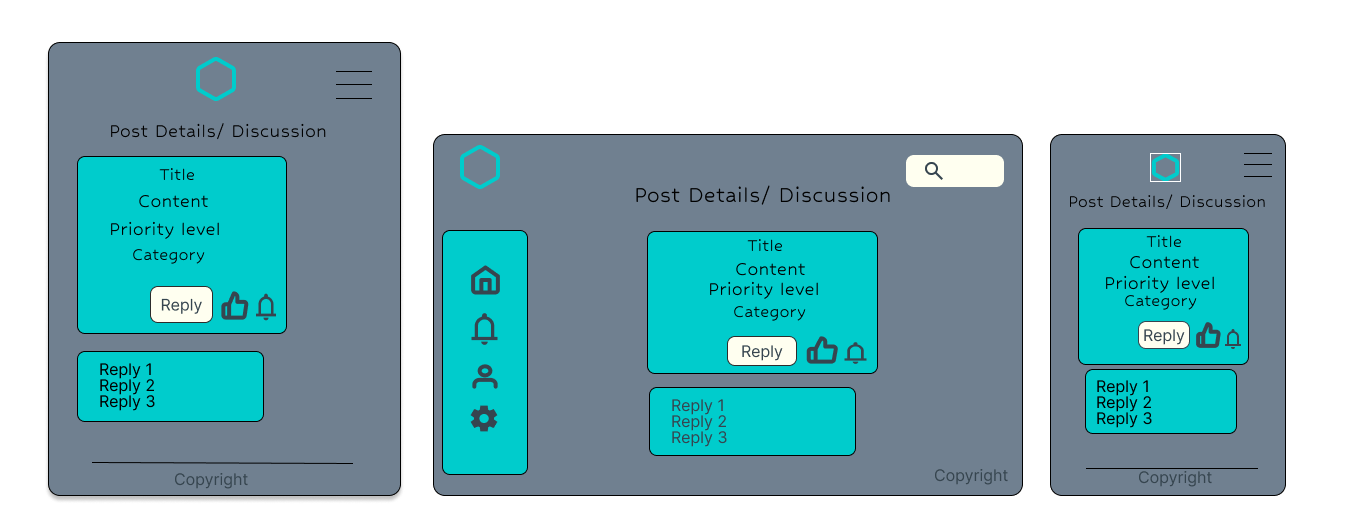 Post Details/ Discussion
Title
Content
Priority level
Category
Reply
Reply 1
Reply 2
Reply 3
Copyright
Post Details/ Discussion
Title
Content
Priority level
Category
Reply
Reply 1
Reply 2
Reply 3
Copyright
Post Details/ Discussion
Title
Content
Priority level
Category
Reply
Reply 1
Reply 2
Reply 3
Copyright